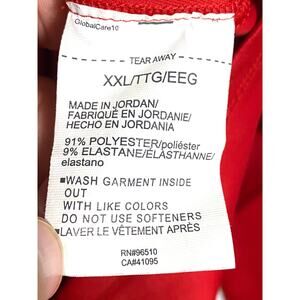 GlobalCare10
TEAR AWAY
XXL/TTG/EEG
MADE IN JORDAN/
FABRIQUÉ EN JORDANIE/
HECHO EN JORDANIA
91% POLYESTER/poliéster
9% ELASTANE/ÉLASTHANNE/
elastano
▪WASH GARMENT INSIDE
OUT
WITH LIKE COLORS
DO NOT USE SOFTENERS
▪LAVER LE VÊTEMENT APRÈS
RN#96510
CA#41095